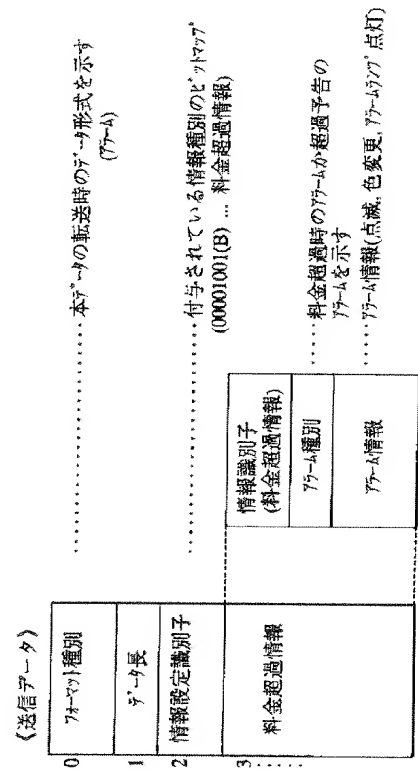 《送信データ》
0
フォーマット種別
‥‥‥‥本データの転送時のデータ形式を示す
(アラーム)
1
データ長
2
情報設定識別子
‥‥‥‥付与されている情報種別のビットマップ
(00001001(B) ... 料金超過情報)
3
料金超過情報
情報識別子
(料金超過情報)
アラーム種別
‥‥料金超過時のアラームか超過予告の
アラームを示す
アラーム情報
‥‥アラーム情報(点滅、色変更、アラームランプ点灯)